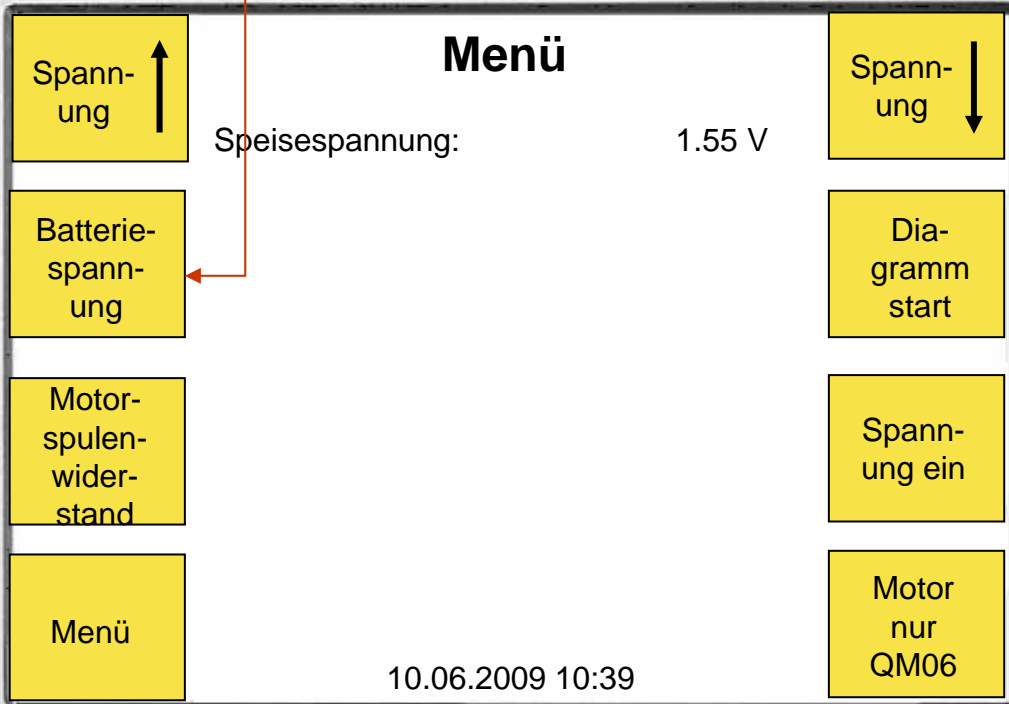 Menü
Spann-
ung
Spann-
ung
Speisespannung: 1.55 V
Batterie-
spann-
ung
Dia-
gramm
start
Motor-
spulen-
wider-
stand
Spann-
ung ein
Menü
Motor
nur
QM06
10.06.2009 10:39